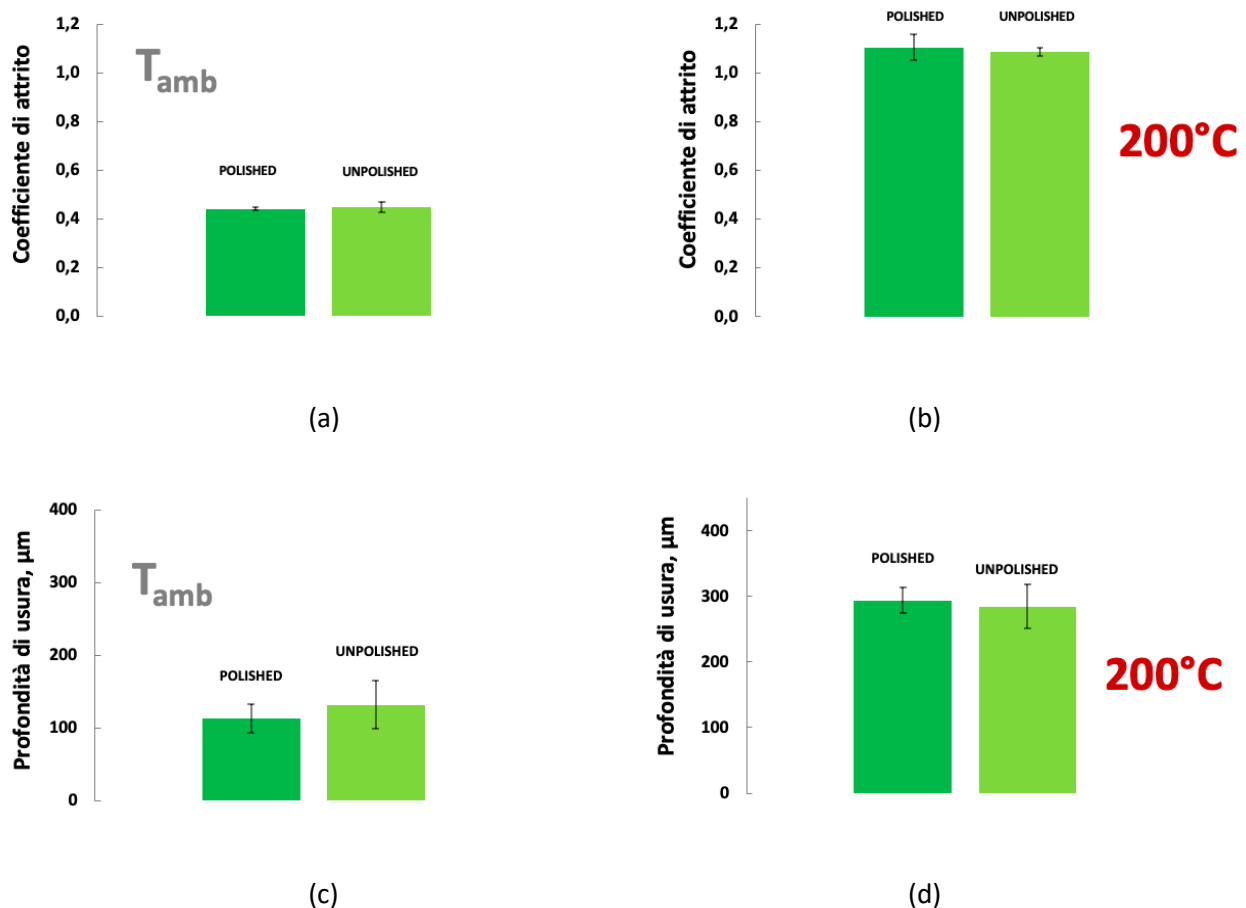 Coefficiente di attrito
1,2
1,0
0,8
0,6
0,4
0,2
0,0
Tamb
POLISHED
UNPOLISHED
(a)
Coefficiente di attrito
1,2
1,0
0,8
0,6
0,4
0,2
0,0
POLISHED
UNPOLISHED
200°C
(b)
Profondità di usura, µm
400
300
200
100
0
Tamb
POLISHED
UNPOLISHED
(c)
Profondità di usura, µm
400
300
200
100
0
POLISHED
UNPOLISHED
200°C
(d)